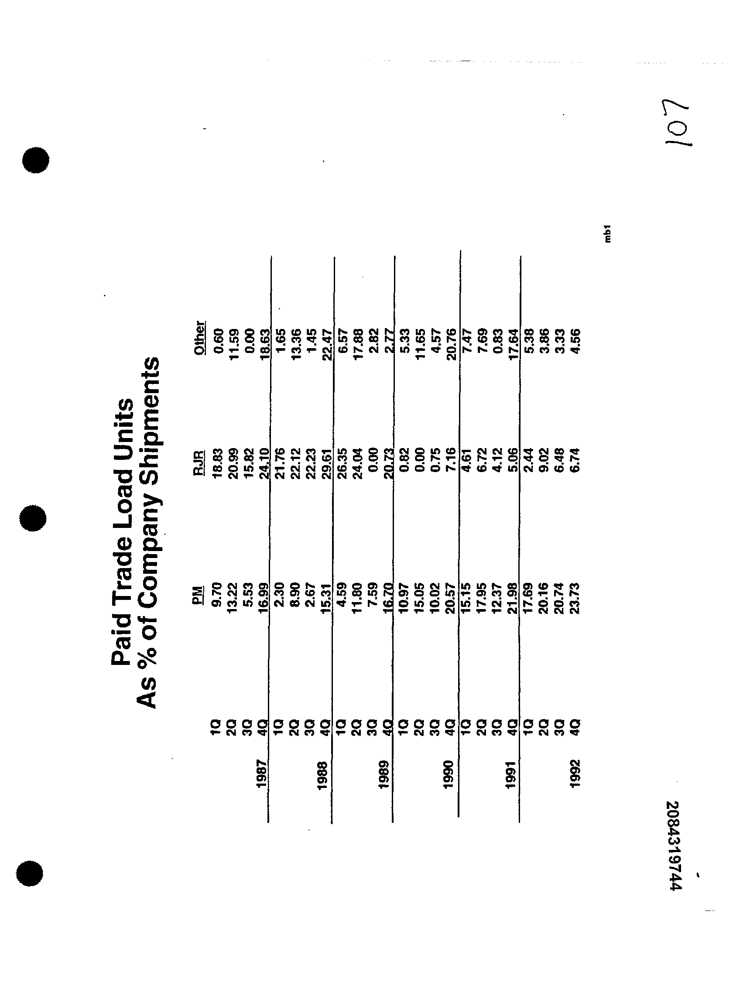 Paid Trade Load Units
As % of Company Shipments
PM RJR Other
1Q 9.70 18.83 0.60
2Q 13.22 20.99 11.59
3Q 5.53 15.82 0.00
1987 4Q 16.99 24.10 18.63
1Q 2.30 21.76 1.65
2Q 8.90 22.12 13.36
3Q 2.67 22.23 1.45
1988 4Q 15.31 29.61 22.47
1Q 4.59 26.35 6.57
2Q 11.80 24.04 17.88
3Q 7.59 0.00 2.82
1989 4Q 16.70 20.73 2.77
1Q 10.97 0.82 5.33
2Q 15.05 0.00 11.65
3Q 10.02 0.75 4.57
1990 4Q 20.57 7.16 20.76
1Q 15.15 4.61 7.47
2Q 17.95 6.72 7.69
3Q 12.37 4.12 0.83
1991 4Q 21.98 5.06 17.64
1Q 17.69 2.44 5.38
2Q 20.16 9.02 3.86
3Q 20.74 6.48 3.33
1992 4Q 23.73 6.74 4.56
mb1
107
2084319744